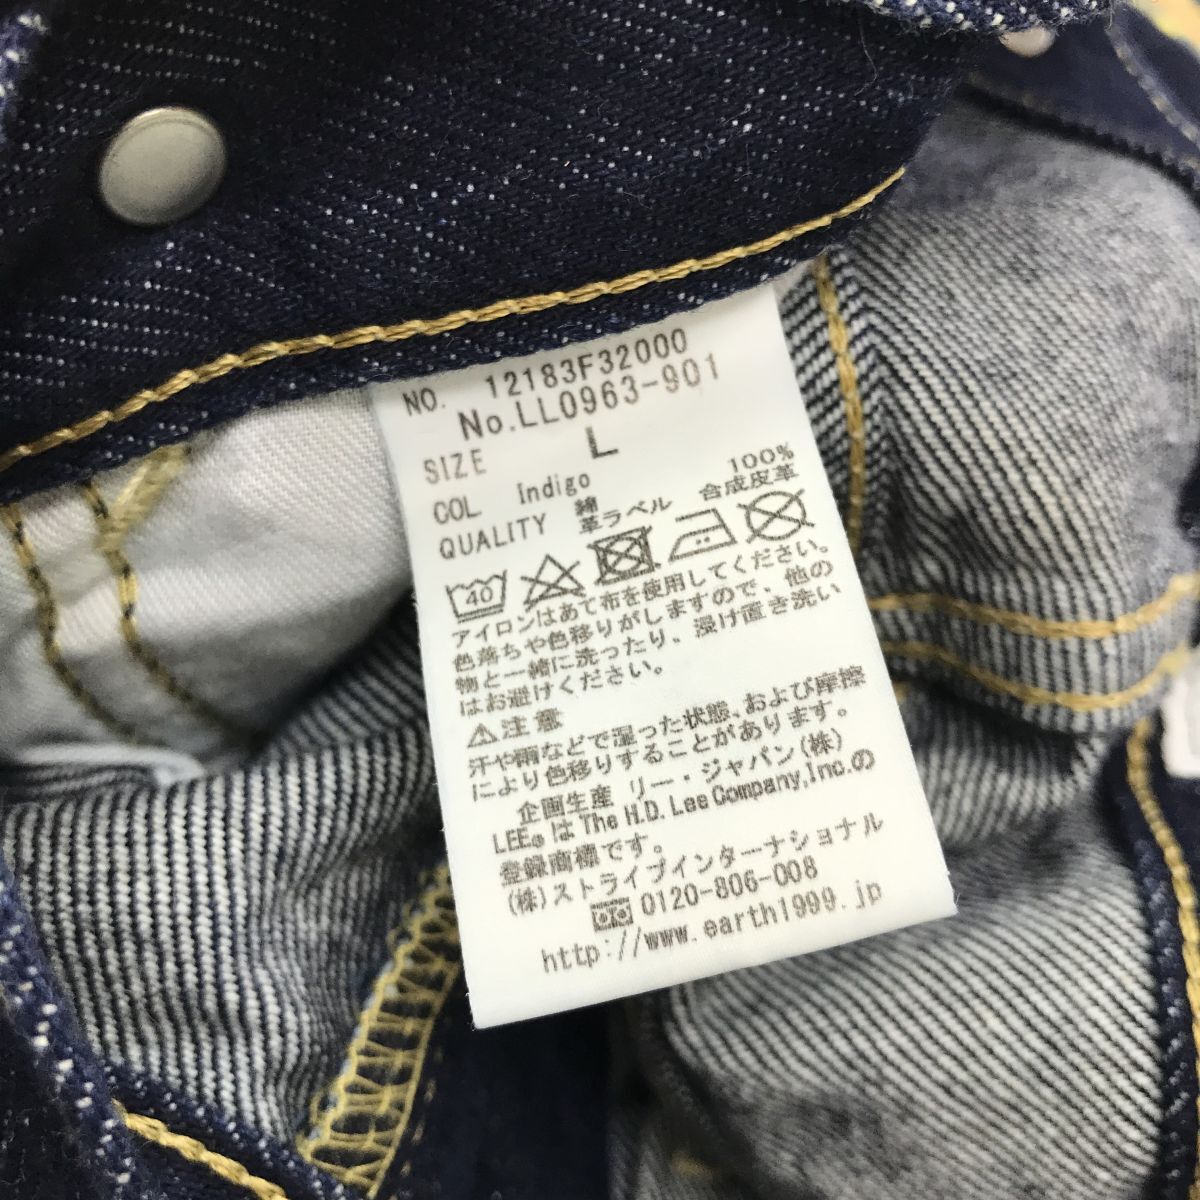 NO. 12183F32000
No.LL0963-901
SIZE L
COL Indigo
QUALITY 綿 100%
革ラベル 合成皮革
40
アイロンはあて布を使用してください。
色落ちや色移りがしますので、他の
物と一緒に洗ったり、浸け置き洗い
はお避けください。
⚠注意
汗や雨などで湿った状態、および摩擦
により色移りすることがあります。
企画生産 リー・ジャパン(株)
LEE®はThe H.D. Lee Company, Inc.の
登録商標です。
(株)ストライプインターナショナル
0120-806-008
http://www.earth1999.jp